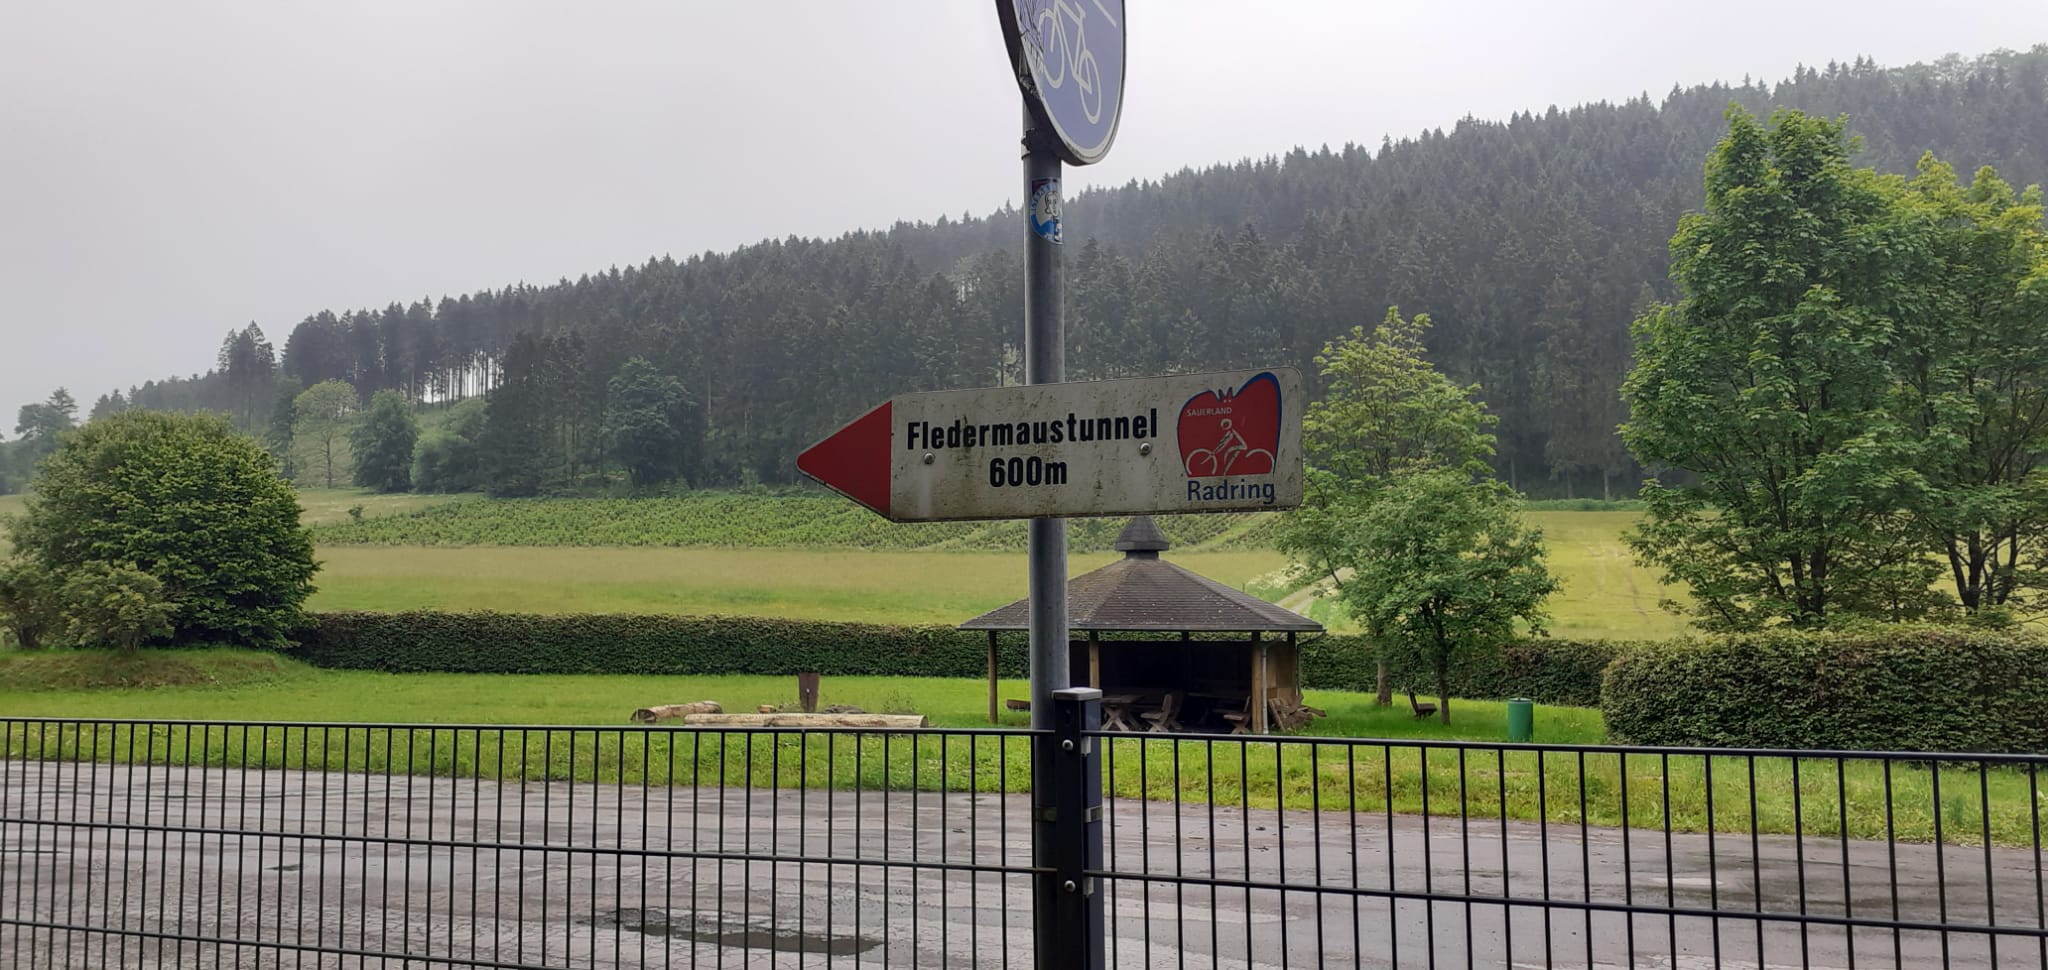 Fledermaustunnel
600m
SAUERLAND
Radring